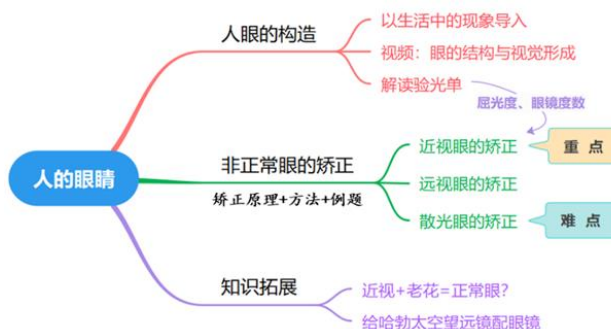 人的眼睛
人眼的构造
以生活中的现象导入
视频：眼的结构与视觉形成
解读验光单
屈光度、眼镜度数
非正常眼的矫正
矫正原理+方法+例题
近视眼的矫正
重 点
远视眼的矫正
散光眼的矫正
难 点
知识拓展
近视+老花=正常眼？
给哈勃太空望远镜配眼镜